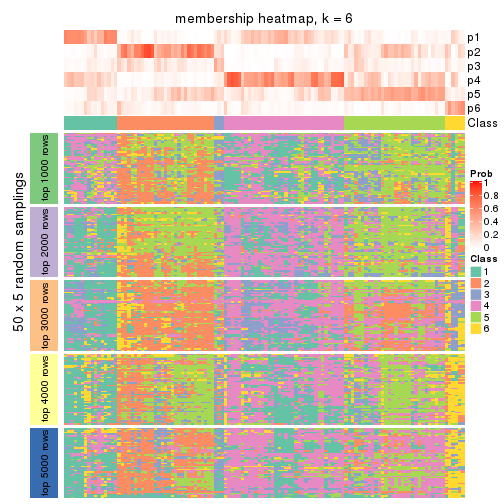 membership heatmap, k = 6
p1
p2
p3
p4
p5
p6
Class
50 x 5 random samplings
top 1000 rows
top 2000 rows
top 3000 rows
top 4000 rows
top 5000 rows
Prob
1
0.8
0.6
0.4
0.2
0
Class
1
2
3
4
5
6